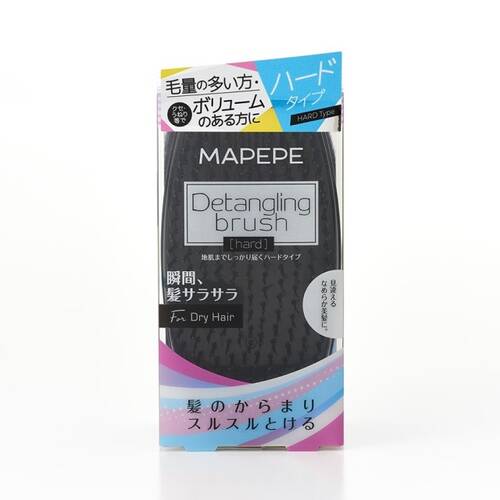 毛量の多い方・
クセ・
うねり
等で
ボリューム
のある方に
ハード
タイプ
HARD Type
MAPEPE
Detangling
brush
[hard]
地肌までしっかり届くハードタイプ
瞬間、
髪サラサラ
For Dry Hair
見違える
なめらか美髪に。
髪のからまり
スルスルとける